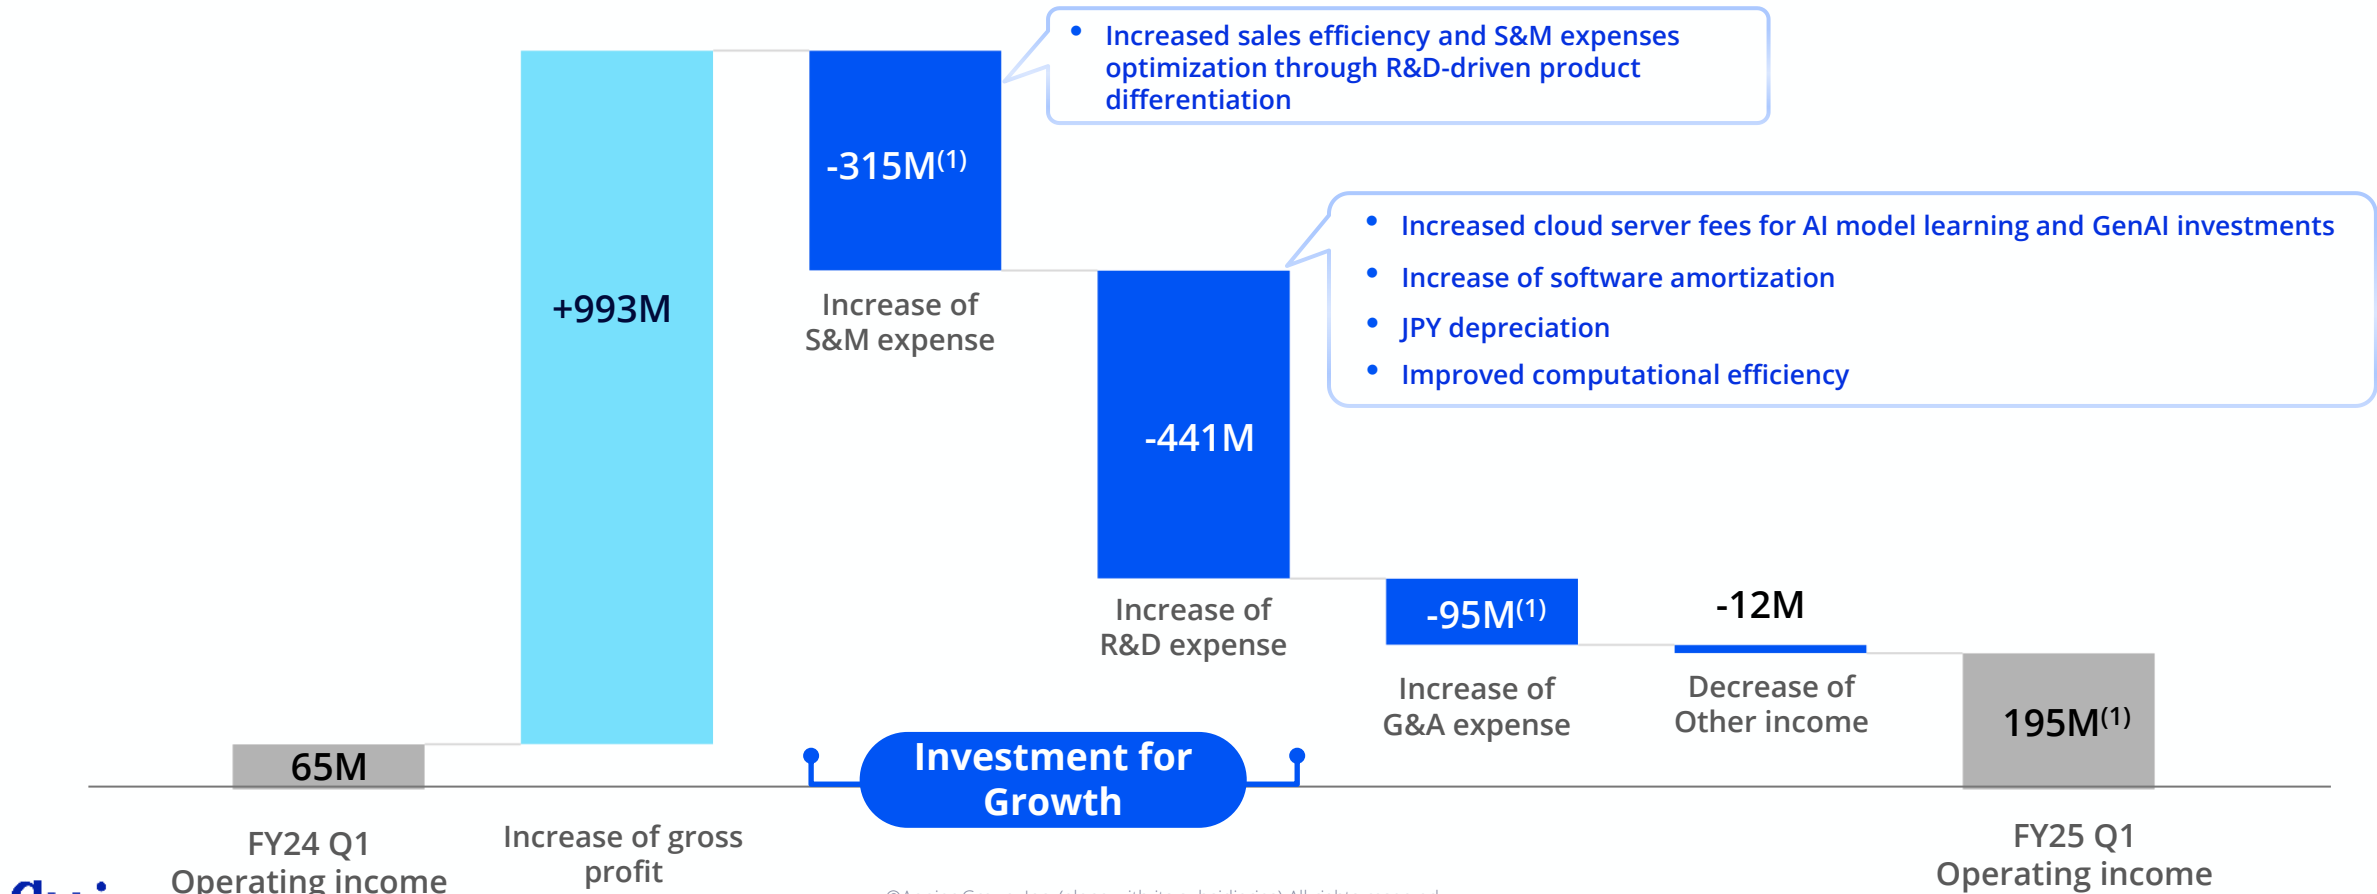 • Increased sales efficiency and S&M expenses
optimization through R&D-driven product
differentiation
-315M(1)
• Increased cloud server fees for AI model learning and GenAI investments
• Increase of software amortization
• JPY depreciation
• Improved computational efficiency
+993M
Increase of
S&M expense
-441M
Increase of
R&D expense
-95M(1)
-12M
Increase of
G&A expense
Decrease of
Other income
195M(1)
65M
Investment for
Growth
FY24 Q1
Operating income
Increase of gross
profit
FY25 Q1
Operating income